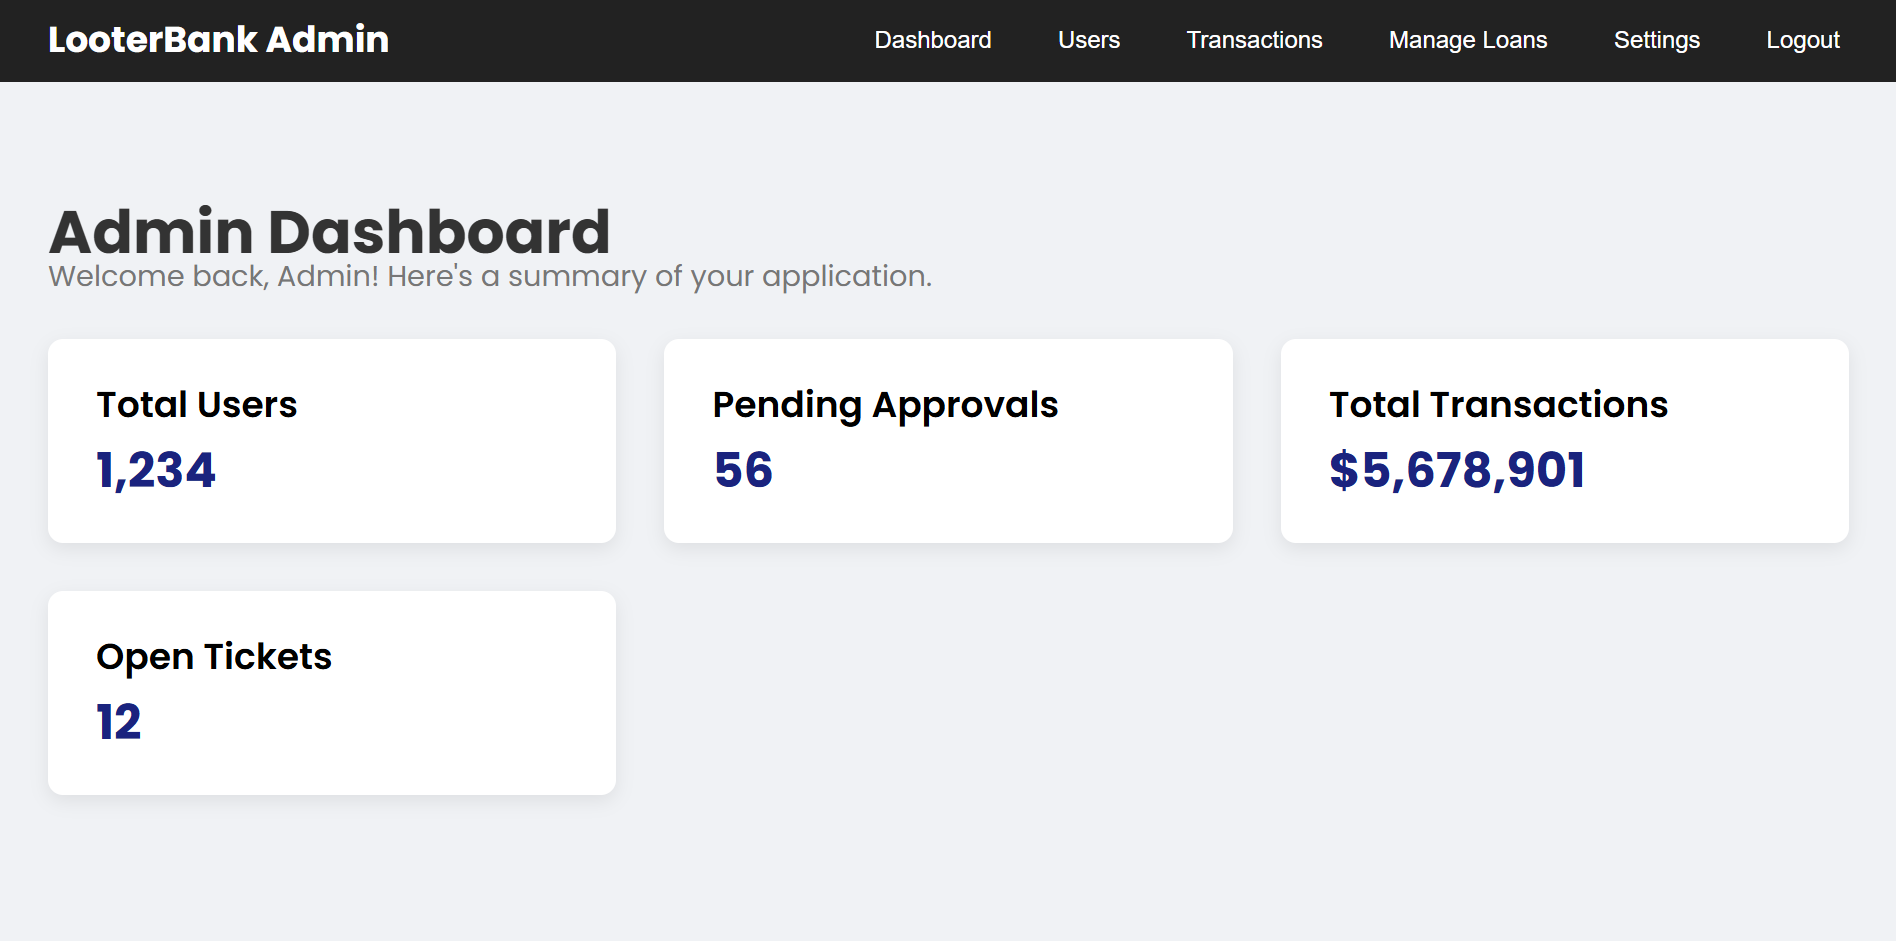 LooterBank Admin
Dashboard
Users
Transactions
Manage Loans
Settings
Logout
Admin Dashboard
Welcome back, Admin! Here's a summary of your application.
Total Users
1,234
Pending Approvals
56
Total Transactions
$5,678,901
Open Tickets
12